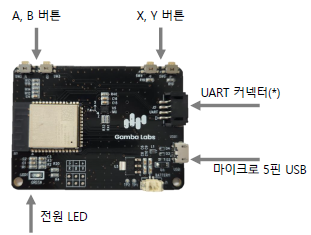 A, B 버튼
X, Y 버튼
UART 커넥터(*)
Gamba Labs
마이크로 5핀 USB
전원 LED